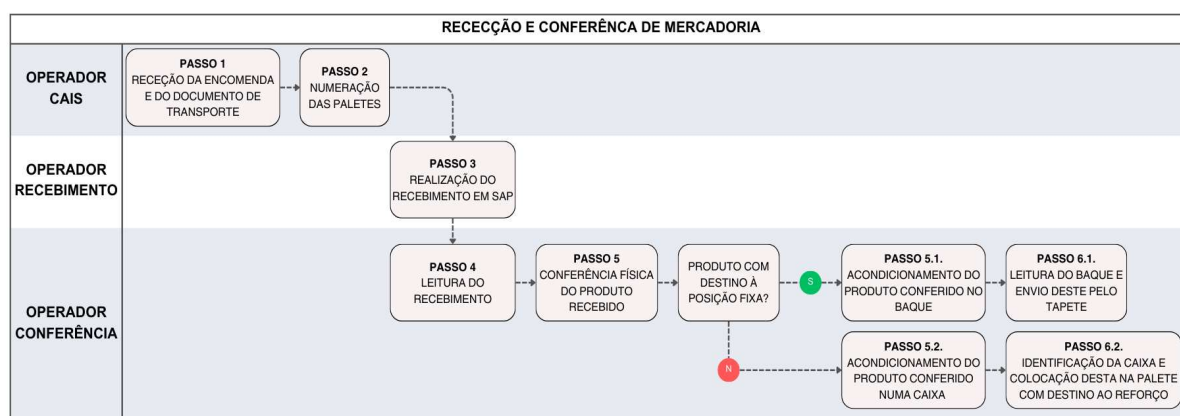 RECECÇÃO E CONFERÊNCA DE MERCADORIA
OPERADOR
CAIS
PASSO 1
RECEÇÃO DA ENCOMENDA
E DO DOCUMENTO DE
TRANSPORTE
PASSO 2
NUMERAÇÃO
DAS PALETES
OPERADOR
RECEBIMENTO
PASSO 3
REALIZAÇÃO DO
RECEBIMENTO EM SAP
OPERADOR
CONFERÊNCIA
PASSO 4
LEITURA DO
RECEBIMENTO
PASSO 5
CONFERÊNCIA FÍSICA
DO PRODUTO
RECEBIDO
PRODUTO COM
DESTINO À
POSIÇÃO FIXA?
S
PASSO 5.1.
ACONDICIONAMENTO DO
PRODUTO CONFERIDO NO
BAQUE
PASSO 6.1.
LEITURA DO BAQUE E
ENVIO DESTE PELO
TAPETE
N
PASSO 5.2.
ACONDICIONAMENTO DO
PRODUTO CONFERIDO
NUMA CAIXA
PASSO 6.2.
IDENTIFICAÇÃO DA CAIXA E
COLOCAÇÃO DESTA NA PALETE
COM DESTINO AO REFORÇO